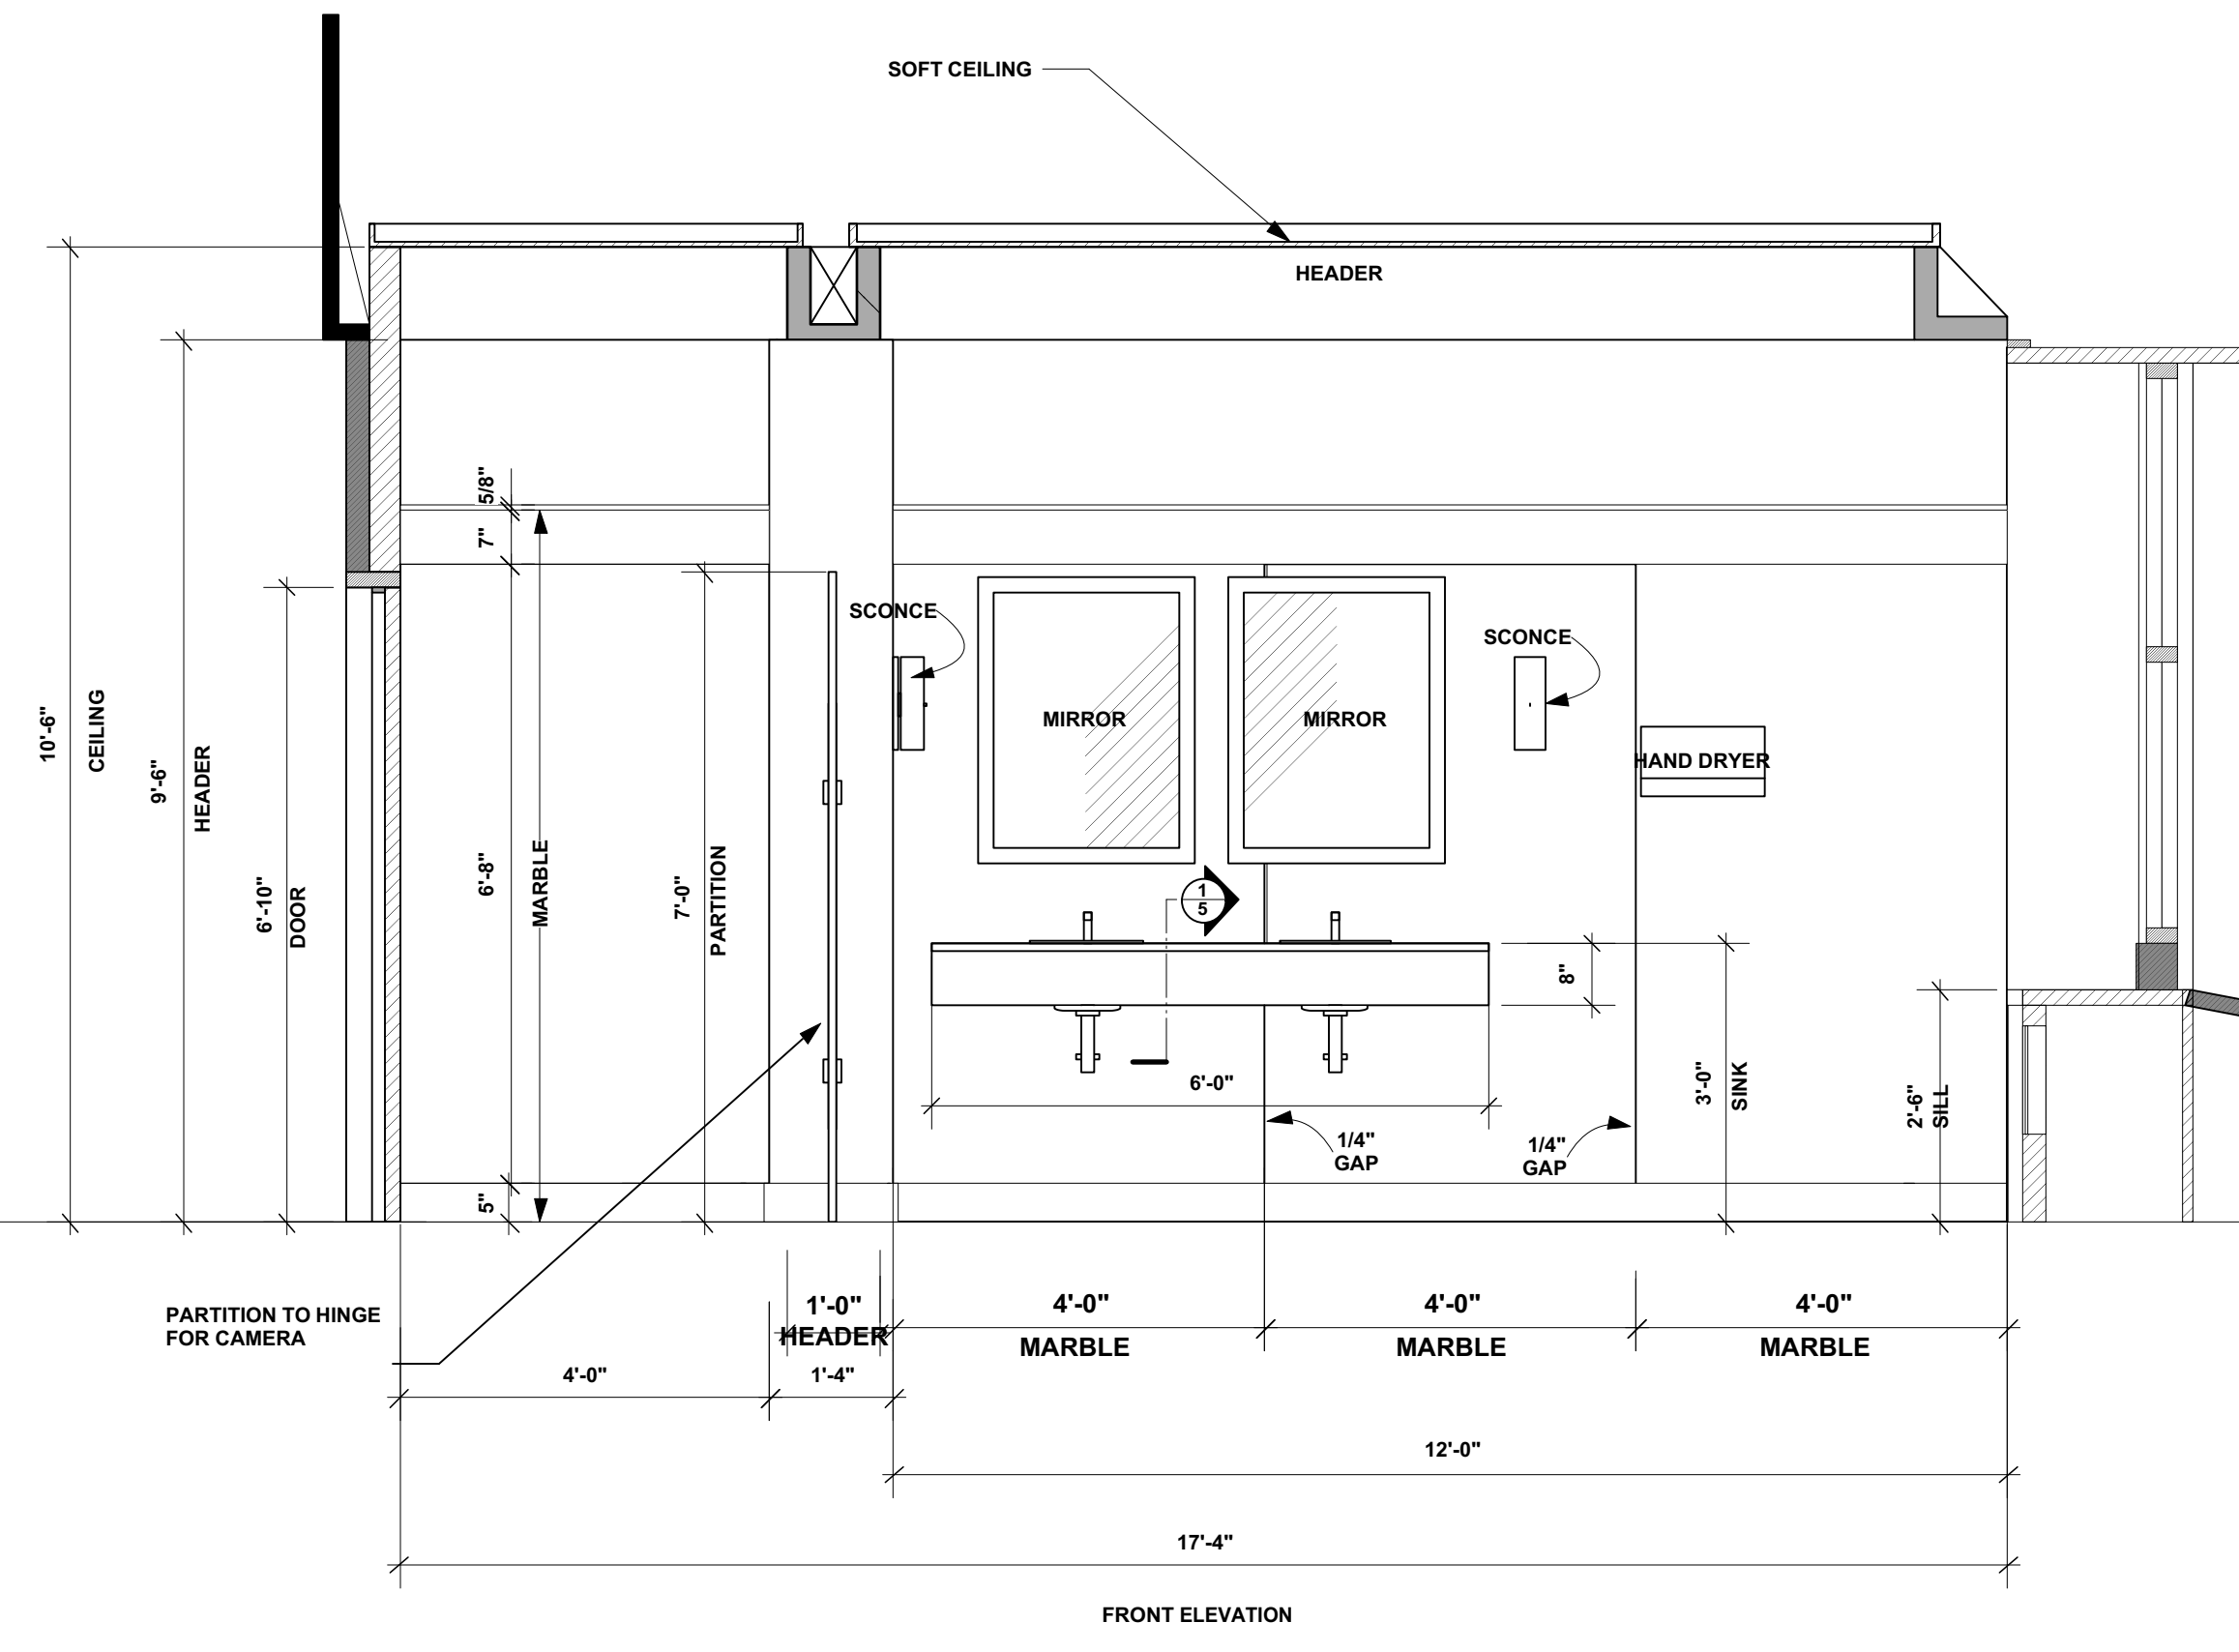 SOFT CEILING
HEADER
5/8"
7"
SCONCE
SCONCE
MIRROR
MIRROR
HAND DRYER
10'-6"
CEILING
9'-6"
HEADER
6'-10"
DOOR
6'-8"
MARBLE
7'-0"
PARTITION
1
5
8"
6'-0"
3'-0"
SINK
2'-6"
SILL
1/4"
GAP
1/4"
GAP
5"
PARTITION TO HINGE
FOR CAMERA
1'-0"
HEADER
4'-0"
MARBLE
4'-0"
MARBLE
4'-0"
MARBLE
4'-0"
1'-4"
12'-0"
17'-4"
FRONT ELEVATION